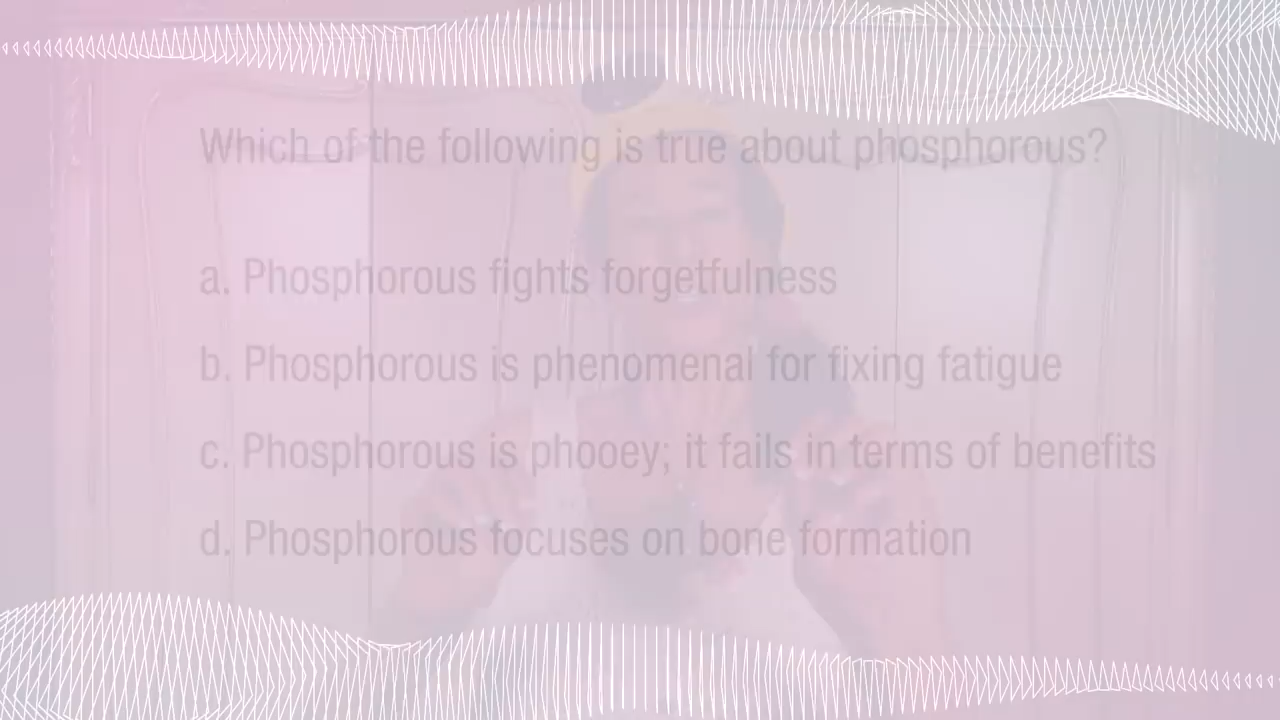 Which of the following is true about phosphorous?
a. Phosphorous fights forgetfulness
b. Phosphorous is phenomenal for fixing fatigue
c. Phosphorous is phooey; it fails in terms of benefits
d. Phosphorous focuses on bone formation